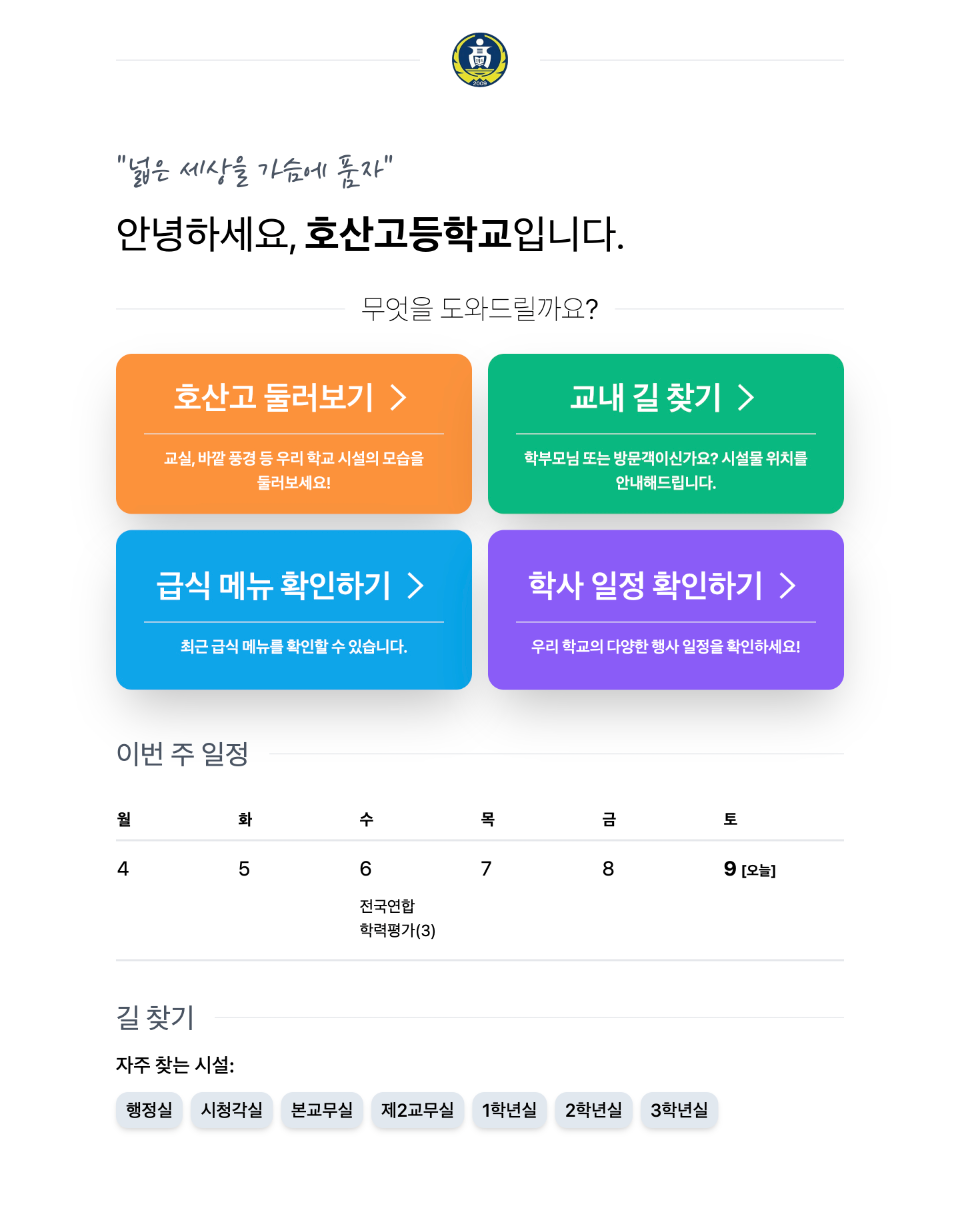 2009
"넓은 세상을 가슴에 품자"
안녕하세요, 호산고등학교입니다.
무엇을 도와드릴까요?
호산고 둘러보기
교실, 바깥 풍경 등 우리 학교 시설의 모습을
둘러보세요!
교내 길 찾기
학부모님 또는 방문객이신가요? 시설물 위치를
안내해드립니다.
급식 메뉴 확인하기
최근 급식 메뉴를 확인할 수 있습니다.
학사 일정 확인하기
우리 학교의 다양한 행사 일정을 확인하세요!
이번 주 일정
월 화 수 목 금 토
4 5 6 7 8 9 [오늘]
전국연합
학력평가(3)
길 찾기
자주 찾는 시설:
행정실 시청각실 본교무실 제2교무실 1학년실 2학년실 3학년실